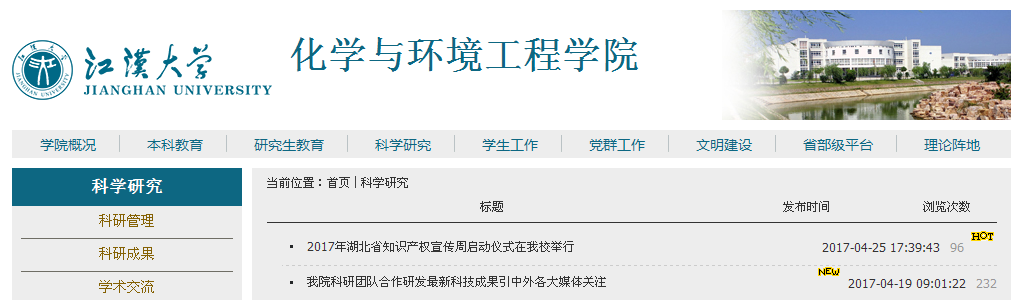 江漢大学
JIANGHAN UNIVERSITY
化学与环境工程学院
学院概况 本科教育 研究生教育 科学研究 学生工作 党群工作 文明建设 省部级平台 理论阵地
科学研究
科研管理
科研成果
学术交流
当前位置：首页 | 科学研究
标题 发布时间 浏览次数
2017年湖北省知识产权宣传周启动仪式在我校举行 2017-04-25 17:39:43 96 HOT
我院科研团队合作研发最新科技成果引中外各大媒体关注 NEW 2017-04-19 09:01:22 232